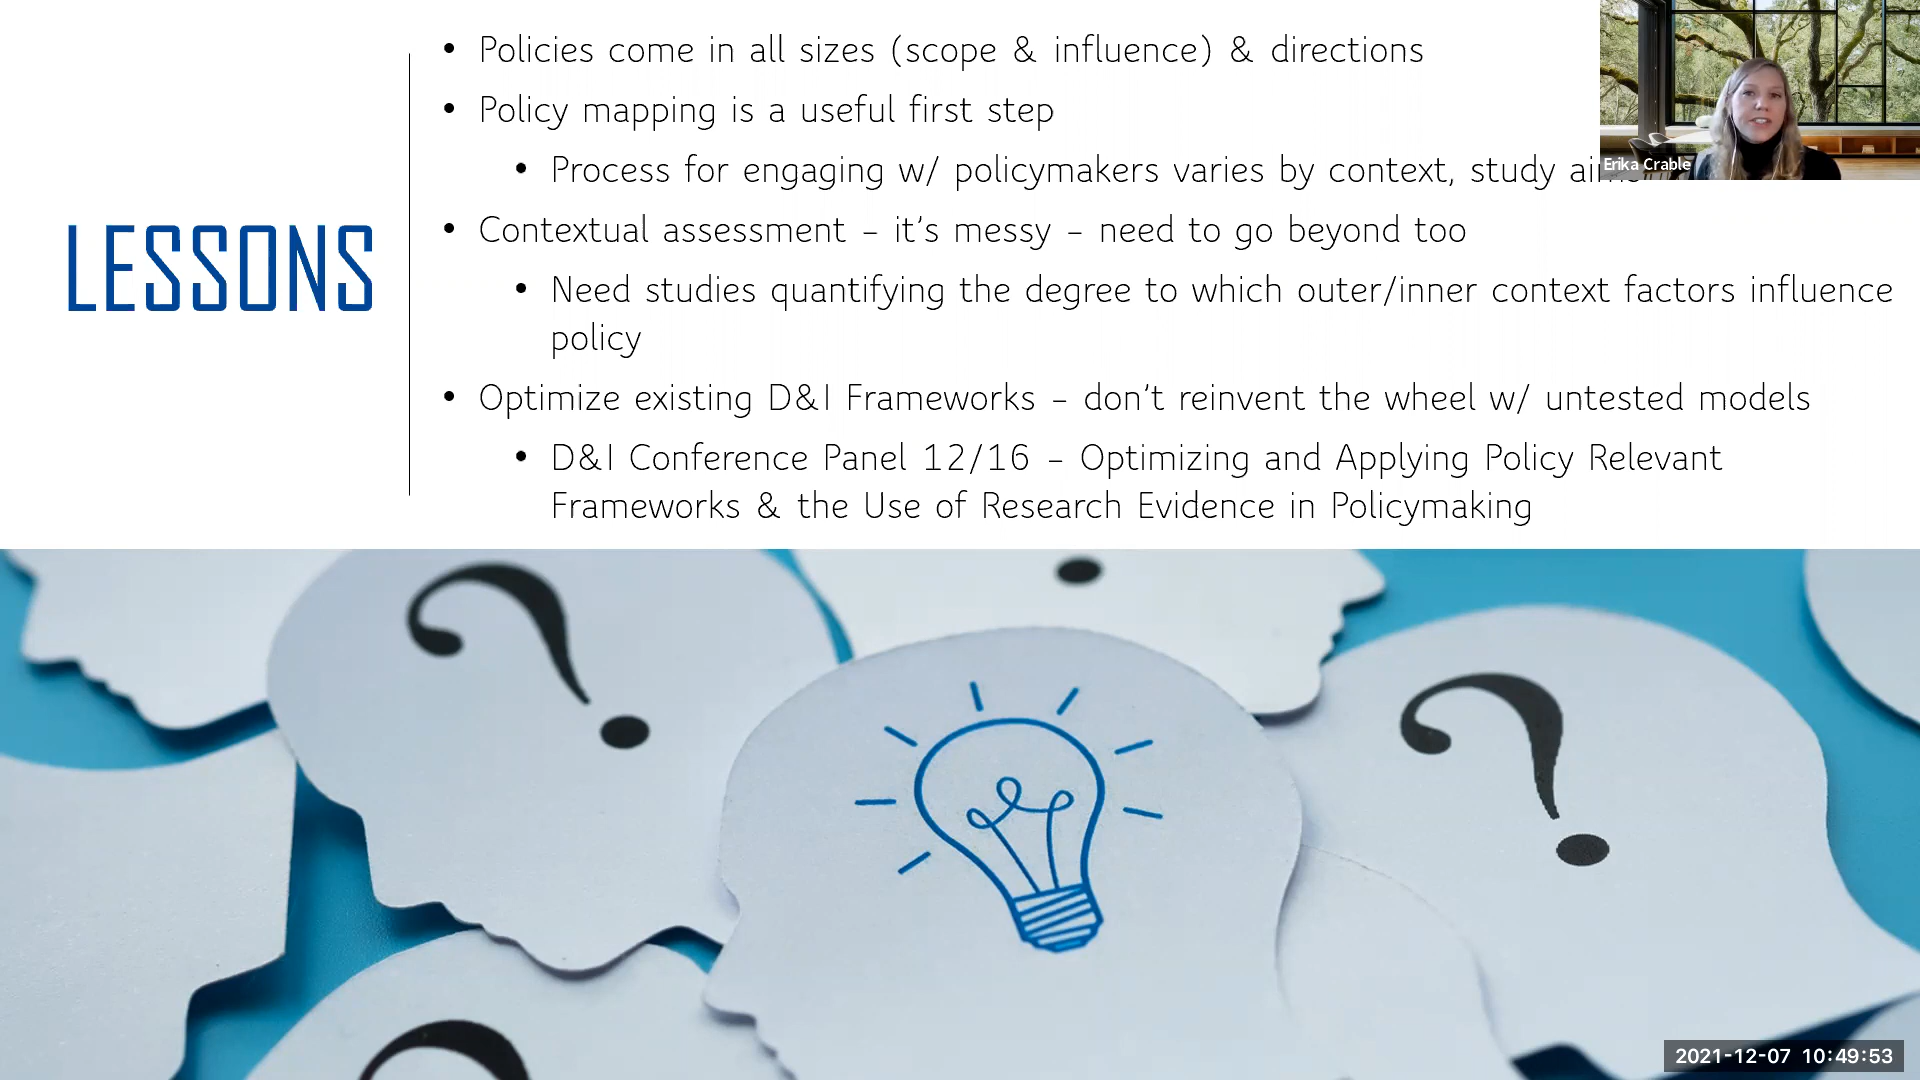 LESSONS
• Policies come in all sizes (scope & influence) & directions
• Policy mapping is a useful first step
• Process for engaging w/ policymakers varies by context, study
• Contextual assessment – it's messy – need to go beyond too
• Need studies quantifying the degree to which outer/inner context factors influence
policy
• Optimize existing D&I Frameworks – don't reinvent the wheel w/ untested models
• D&I Conference Panel 12/16 – Optimizing and Applying Policy Relevant
Frameworks & the Use of Research Evidence in Policymaking
Erika Crable
?
?
2021-12-07 10:49:53